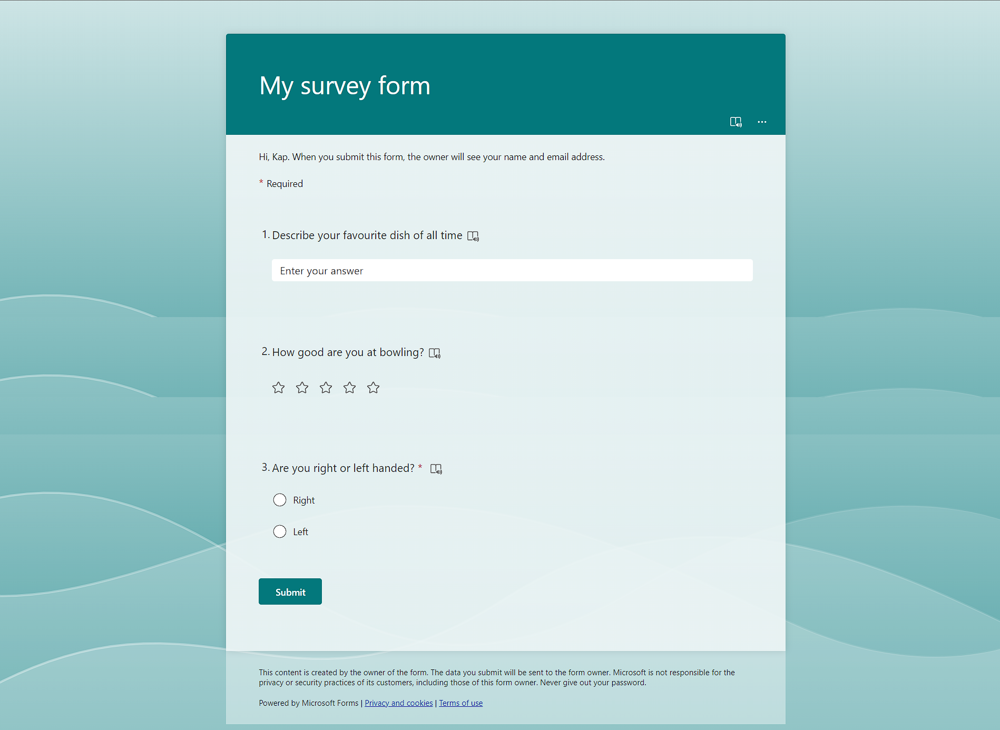 My survey form
Hi, Kap. When you submit this form, the owner will see your name and email address.
* Required
1. Describe your favourite dish of all time
Enter your answer
2. How good are you at bowling?
3. Are you right or left handed? *
Right
Left
Submit
This content is created by the owner of the form. The data you submit will be sent to the form owner. Microsoft is not responsible for the
privacy or security practices of its customers, including those of this form owner. Never give out your password.
Powered by Microsoft Forms | Privacy and cookies | Terms of use